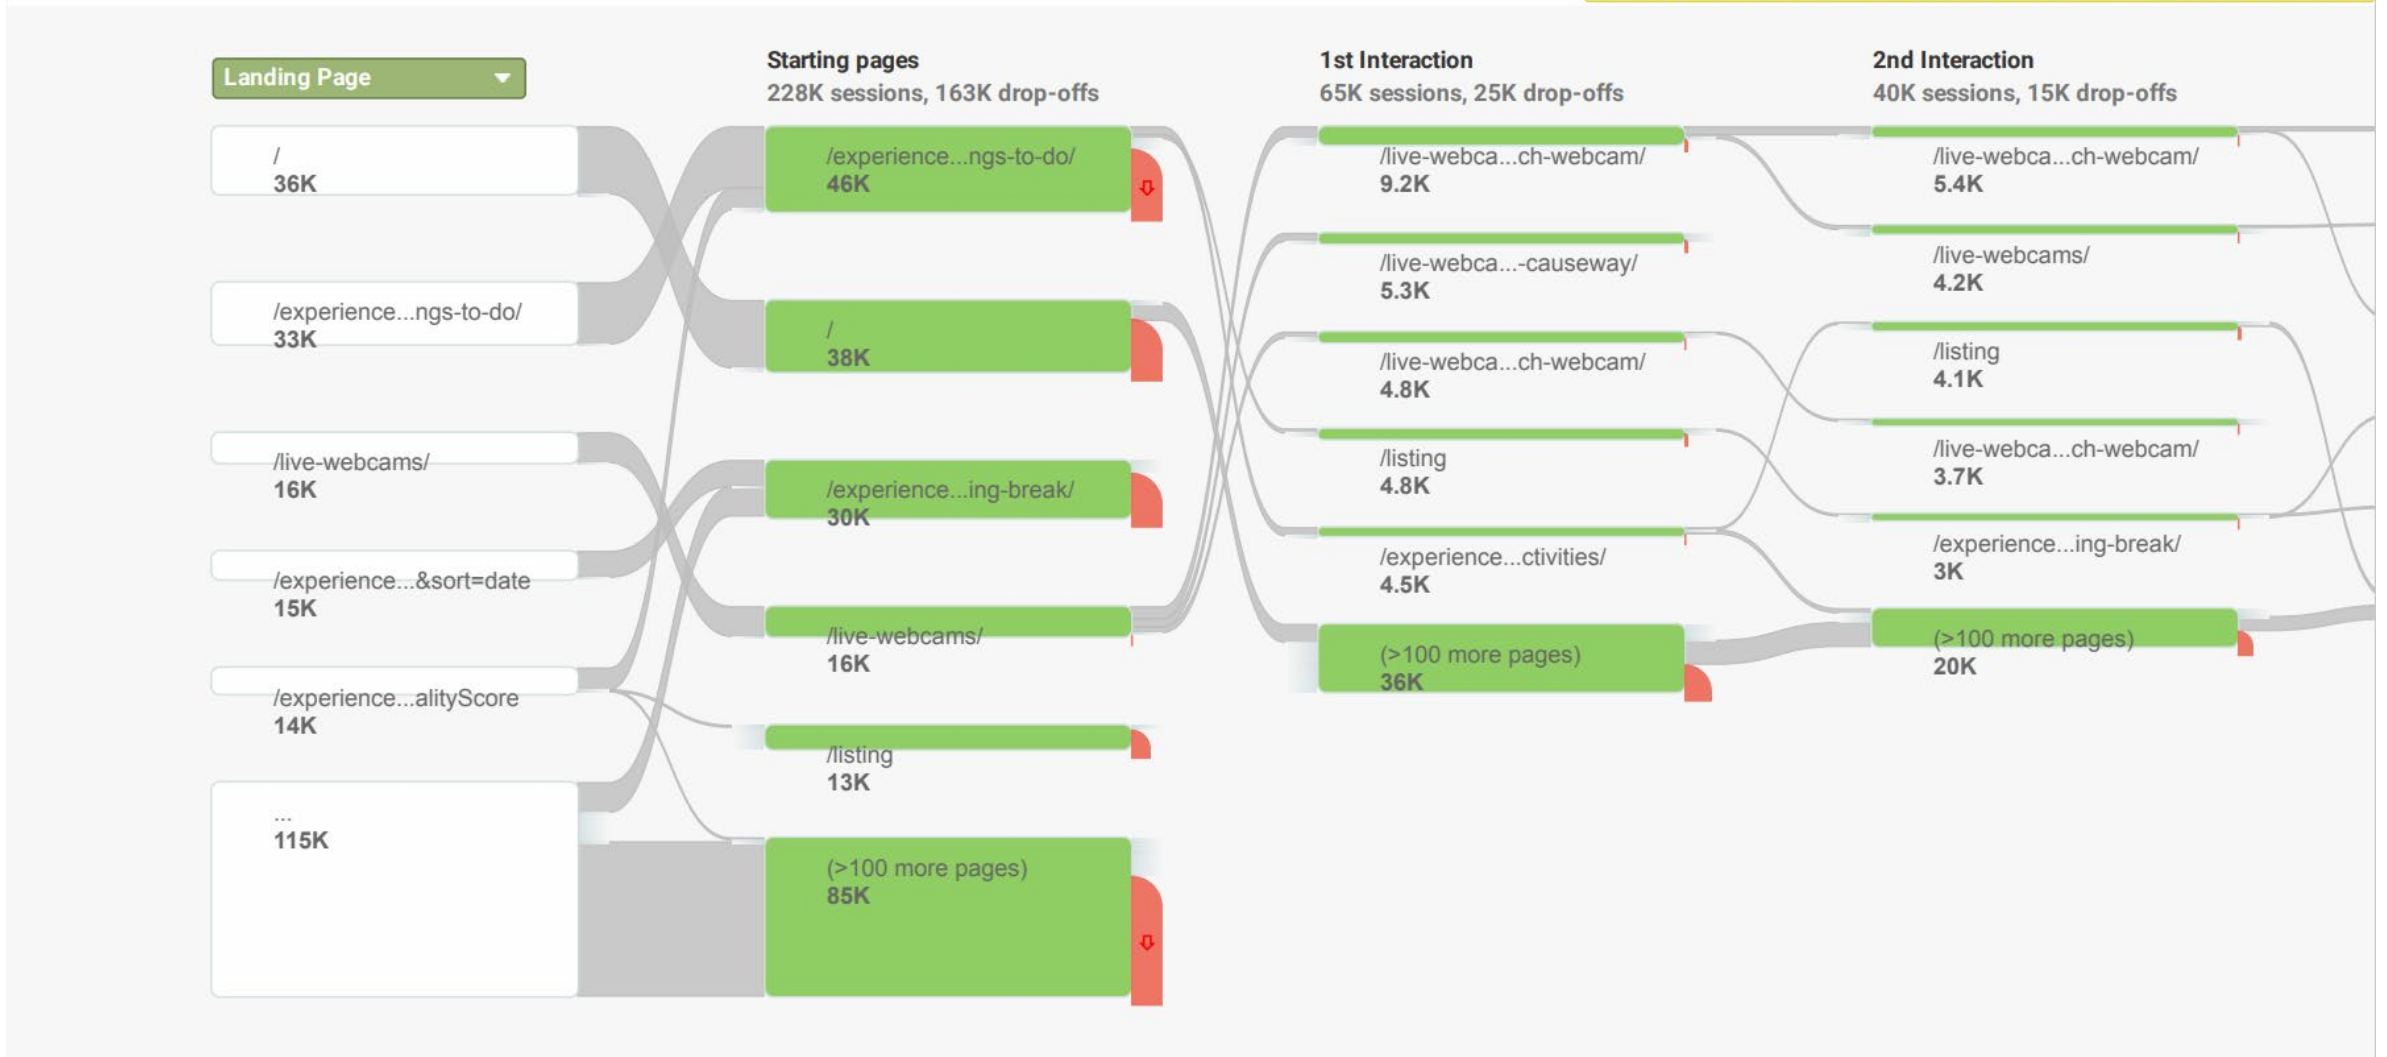 Landing Page
/
36K
/experience...ngs-to-do/
33K
/live-webcams/
16K
/experience...&sort=date
15K
/experience...alityScore
14K
...
115K
Starting pages
228K sessions, 163K drop-offs
/experience...ngs-to-do/
46K
/
38K
/experience...ing-break/
30K
/live-webcams/
16K
/listing
13K
(>100 more pages)
85K
1st Interaction
65K sessions, 25K drop-offs
/live-webca...ch-webcam/
9.2K
/live-webca...-causeway/
5.3K
/live-webca...ch-webcam/
4.8K
/listing
4.8K
/experience...ctivities/
4.5K
(>100 more pages)
36K
2nd Interaction
40K sessions, 15K drop-offs
/live-webca...ch-webcam/
5.4K
/live-webcams/
4.2K
/listing
4.1K
/live-webca...ch-webcam/
3.7K
/experience...ing-break/
3K
(>100 more pages)
20K